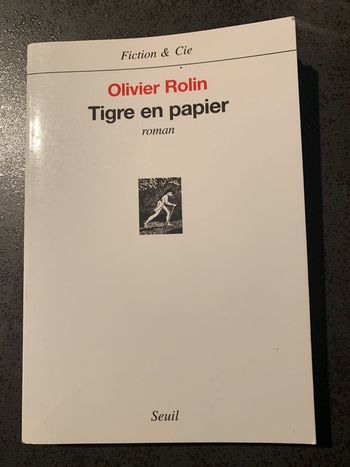 Fiction & Cie
Olivier Rolin
Tigre en papier
roman
Seuil